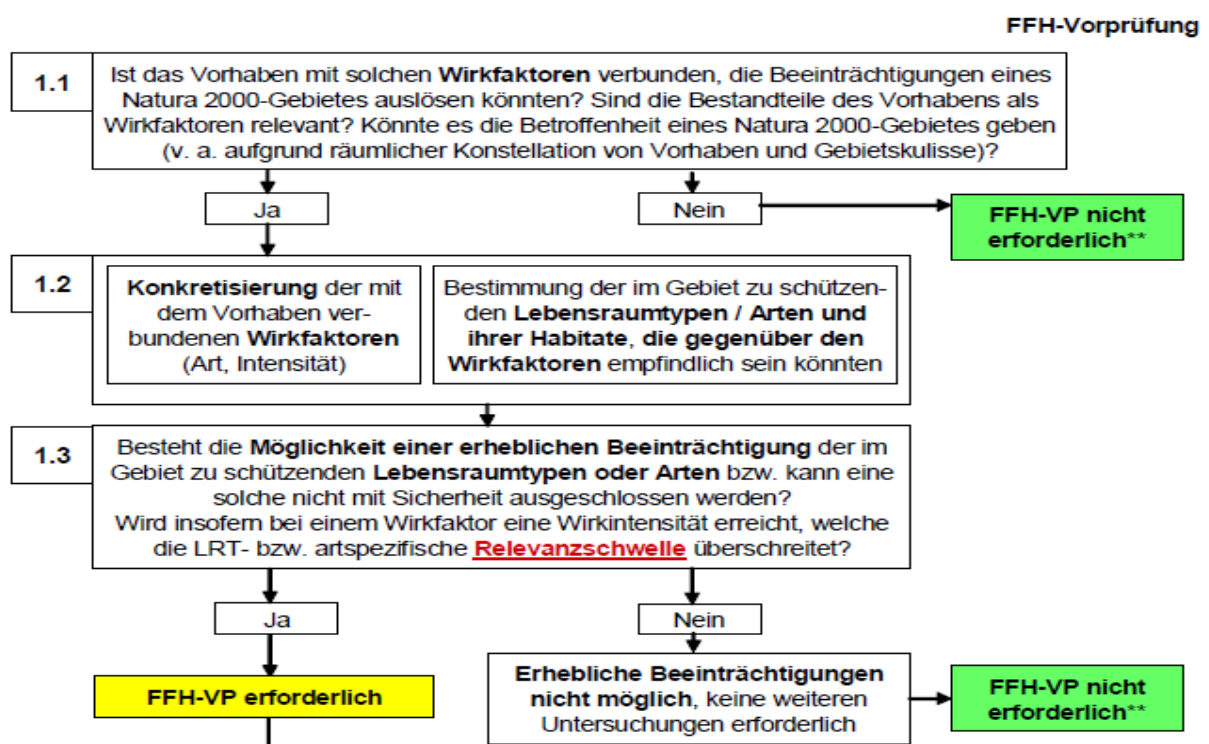 FFH-Vorprüfung
1.1
Ist das Vorhaben mit solchen Wirkfaktoren verbunden, die Beeinträchtigungen eines
Natura 2000-Gebietes auslösen könnten? Sind die Bestandteile des Vorhabens als
Wirkfaktoren relevant? Könnte es die Betroffenheit eines Natura 2000-Gebietes geben
(v. a. aufgrund räumlicher Konstellation von Vorhaben und Gebietskulisse)?
Ja
Nein
FFH-VP nicht
erforderlich**
1.2
Konkretisierung der mit
dem Vorhaben ver-
bundenen Wirkfaktoren
(Art, Intensität)
Bestimmung der im Gebiet zu schützen-
den Lebensraumtypen / Arten und
ihrer Habitate, die gegenüber den
Wirkfaktoren empfindlich sein könnten
1.3
Besteht die Möglichkeit einer erheblichen Beeinträchtigung der im
Gebiet zu schützenden Lebensraumtypen oder Arten bzw. kann eine
solche nicht mit Sicherheit ausgeschlossen werden?
Wird insofern bei einem Wirkfaktor eine Wirkintensität erreicht, welche
die LRT- bzw. artspezifische Relevanzschwelle überschreitet?
Ja
Nein
FFH-VP erforderlich
Erhebliche Beeinträchtigungen
nicht möglich, keine weiteren
Untersuchungen erforderlich
FFH-VP nicht
erforderlich**